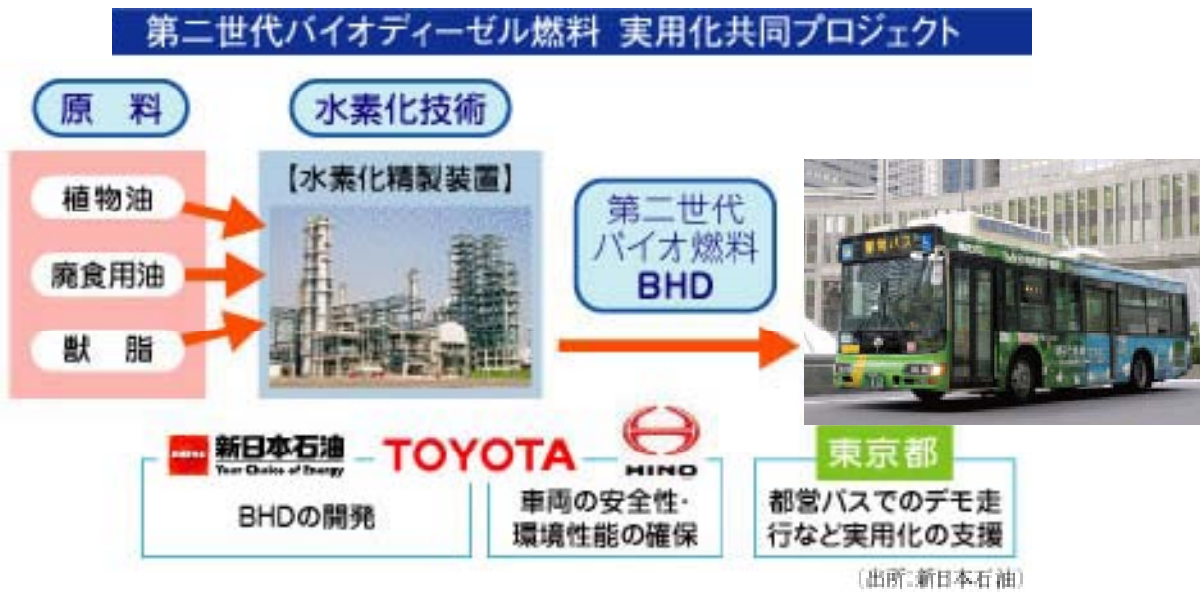 第二世代バイオディーゼル燃料 実用化共同プロジェクト
原 料
水素化技術
植物油
廃食用油
獣 脂
【水素化精製装置】
第二世代
バイオ燃料
BHD
都営バス
新日本石油
Your Choice of Energy
TOYOTA
HINO
東京都
BHDの開発
車両の安全性・
環境性能の確保
都営バスでのデモ走
行など実用化の支援
(出所:新日本石油)